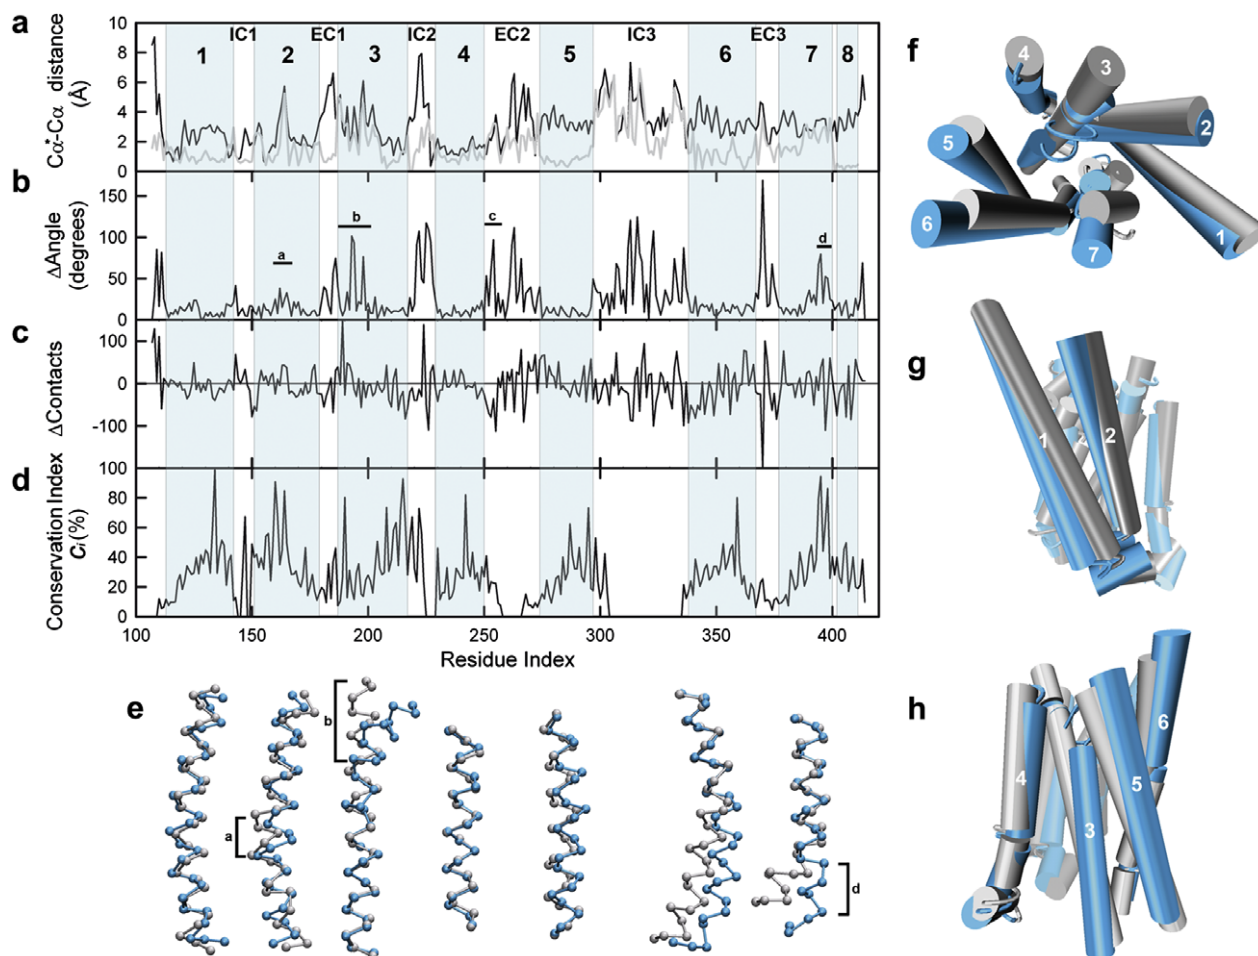 a
Cα*-Cα distance
(Å)
10
8
6
4
2
0
IC1
EC1
IC2
EC2
IC3
EC3
1
2
3
4
5
6
7
8
b
ΔAngle
(degrees)
150
100
50
0
a
b
c
d
c
ΔContacts
100
0
-100
d
Conservation Index
Ci (%)
100
80
60
40
20
0
100
150
200
250
300
350
400
Residue Index
e
a
b
d
f
4
3
2
5
6
7
1
g
1
2
h
4
3
5
6